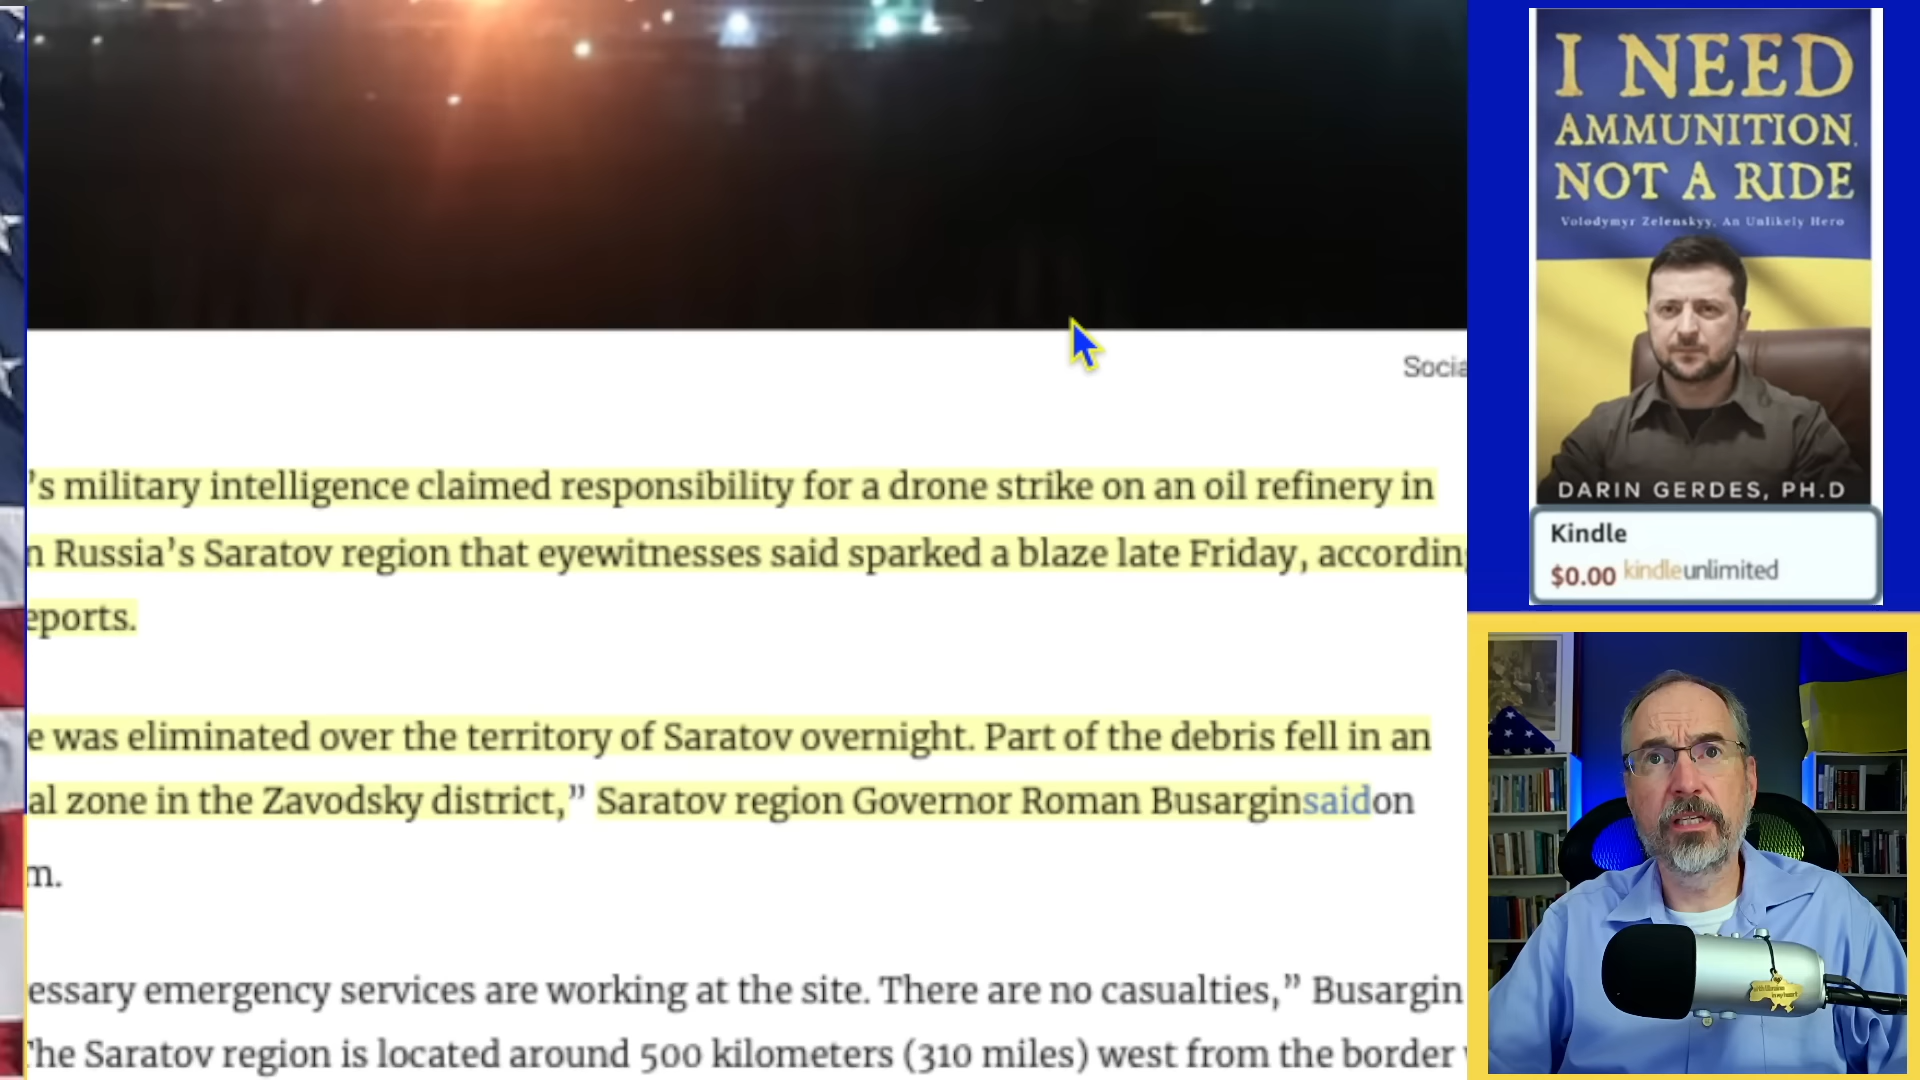 Socia
’s military intelligence claimed responsibility for a drone strike on an oil refinery in
n Russia’s Saratov region that eyewitnesses said sparked a blaze late Friday, according
eports.
e was eliminated over the territory of Saratov overnight. Part of the debris fell in an
al zone in the Zavodsky district,” Saratov region Governor Roman Busarginsaidon
m.
essary emergency services are working at the site. There are no casualties,” Busargin
The Saratov region is located around 500 kilometers (310 miles) west from the border
I NEED
AMMUNITION,
NOT A RIDE
Volodymyr Zelenskyy, An Unlikely Hero
DARIN GERDES, PH.D
Kindle
$0.00 kindleunlimited